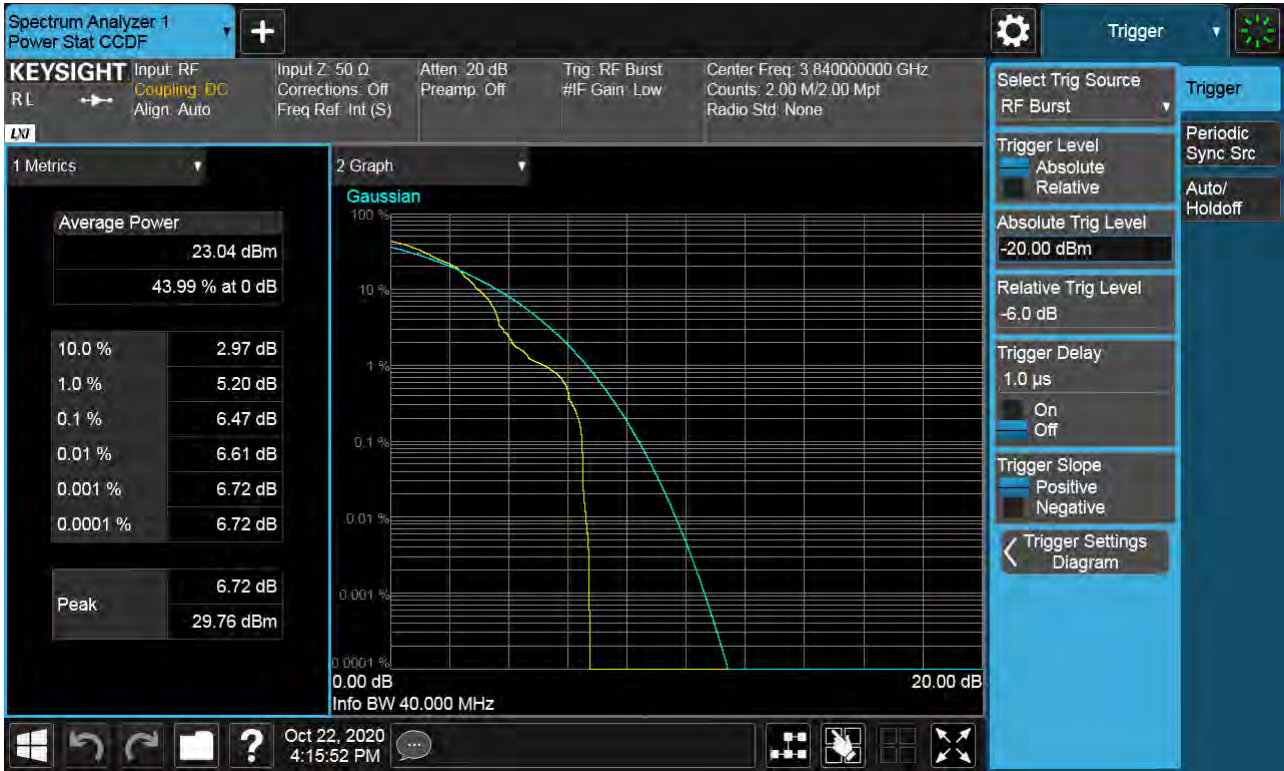 Spectrum Analyzer 1
Power Stat CCDF
+
Trigger
KEYSIGHT
RL
LXI
Input: RF
Coupling: DC
Align: Auto
Input Z: 50 Ω
Corrections: Off
Freq Ref: Int (S)
Atten: 20 dB
Preamp: Off
Trig: RF Burst
#IF Gain: Low
Center Freq: 3.840000000 GHz
Counts: 2.00 M/2.00 Mpt
Radio Std: None
1 Metrics
Average Power
23.04 dBm
43.99 % at 0 dB
10.0 % 2.97 dB
1.0 % 5.20 dB
0.1 % 6.47 dB
0.01 % 6.61 dB
0.001 % 6.72 dB
0.0001 % 6.72 dB
Peak
6.72 dB
29.76 dBm
2 Graph
Gaussian
100 %
10 %
1 %
0.1 %
0.01 %
0.001 %
0.0001 %
0.00 dB
20.00 dB
Info BW 40.000 MHz
Select Trig Source
RF Burst
Trigger Level
Absolute
Relative
Absolute Trig Level
-20.00 dBm
Relative Trig Level
-6.0 dB
Trigger Delay
1.0 µs
On
Off
Trigger Slope
Positive
Negative
Trigger Settings
Diagram
Trigger
Periodic
Sync Src
Auto/
Holdoff
?
Oct 22, 2020
4:15:52 PM